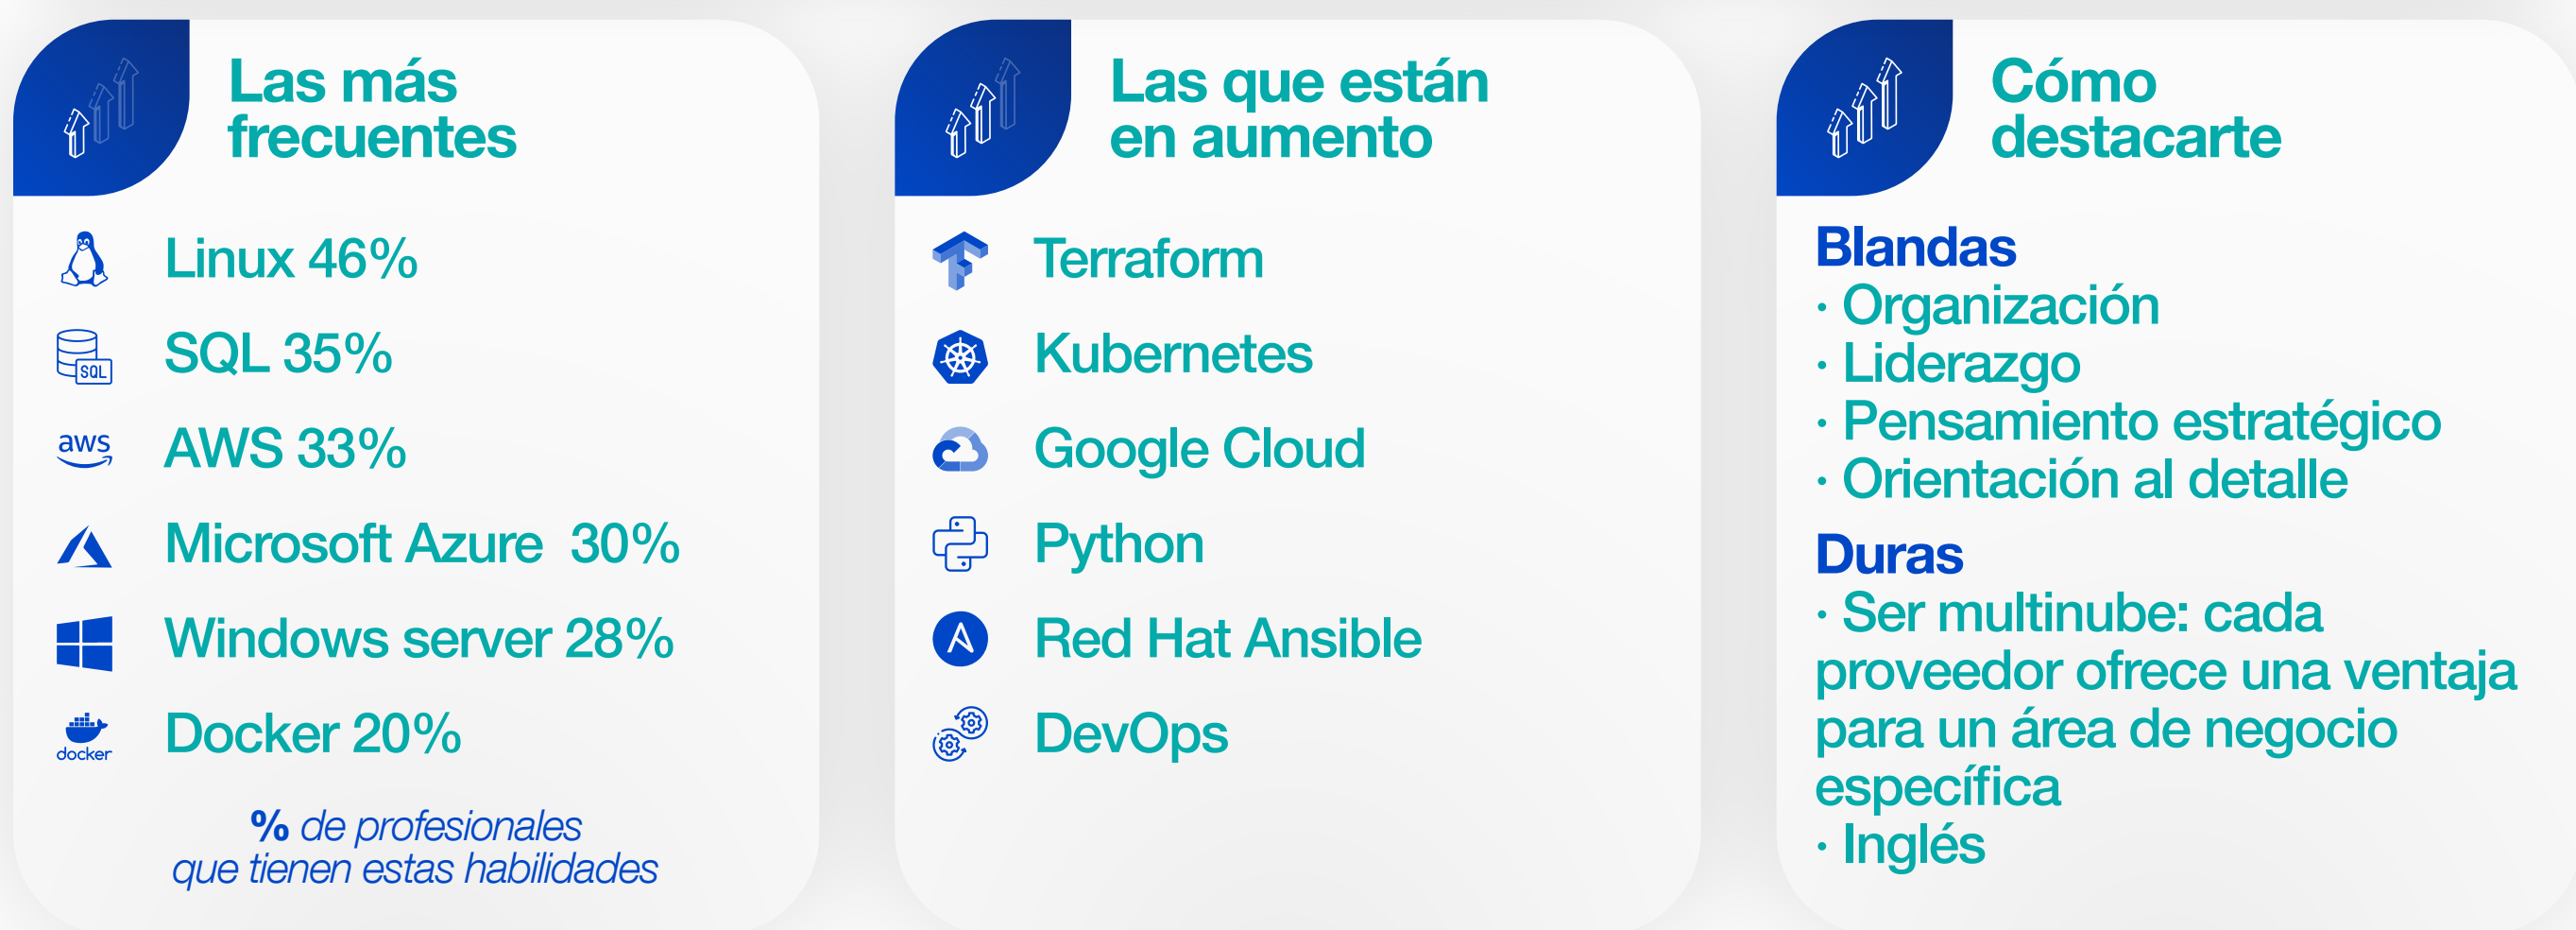 Las más
frecuentes
Linux 46%
SQL
SQL 35%
aws
AWS 33%
Microsoft Azure 30%
Windows server 28%
docker
Docker 20%
% de profesionales
que tienen estas habilidades
Las que están
en aumento
Terraform
Kubernetes
Google Cloud
Python
A
Red Hat Ansible
DevOps
Cómo
destacarte
Blandas
· Organización
· Liderazgo
· Pensamiento estratégico
· Orientación al detalle
Duras
· Ser multinube: cada
proveedor ofrece una ventaja
para un área de negocio
específica
· Inglés